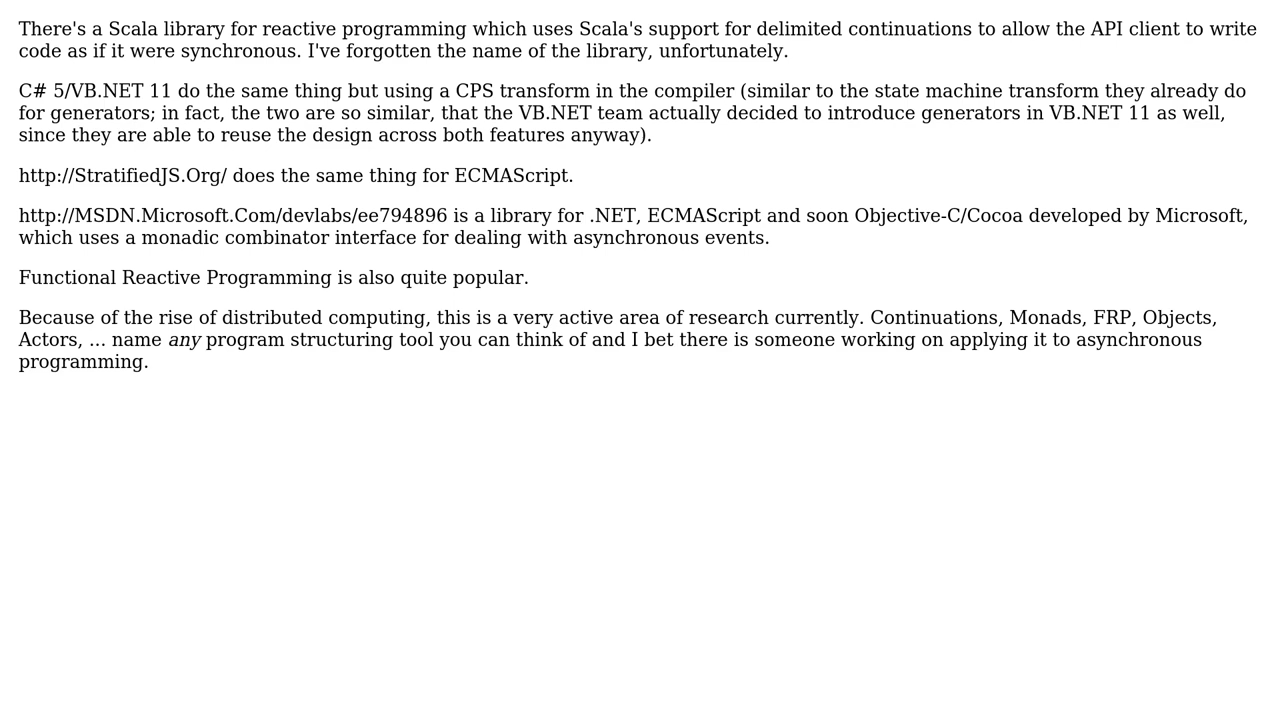 There's a Scala library for reactive programming which uses Scala's support for delimited continuations to allow the API client to write
code as if it were synchronous. I've forgotten the name of the library, unfortunately.
C# 5/VB.NET 11 do the same thing but using a CPS transform in the compiler (similar to the state machine transform they already do
for generators; in fact, the two are so similar, that the VB.NET team actually decided to introduce generators in VB.NET 11 as well,
since they are able to reuse the design across both features anyway).
http://StratifiedJS.Org/ does the same thing for ECMAScript.
http://MSDN.Microsoft.Com/devlabs/ee794896 is a library for .NET, ECMAScript and soon Objective-C/Cocoa developed by Microsoft,
which uses a monadic combinator interface for dealing with asynchronous events.
Functional Reactive Programming is also quite popular.
Because of the rise of distributed computing, this is a very active area of research currently. Continuations, Monads, FRP, Objects,
Actors, ... name any program structuring tool you can think of and I bet there is someone working on applying it to asynchronous
programming.